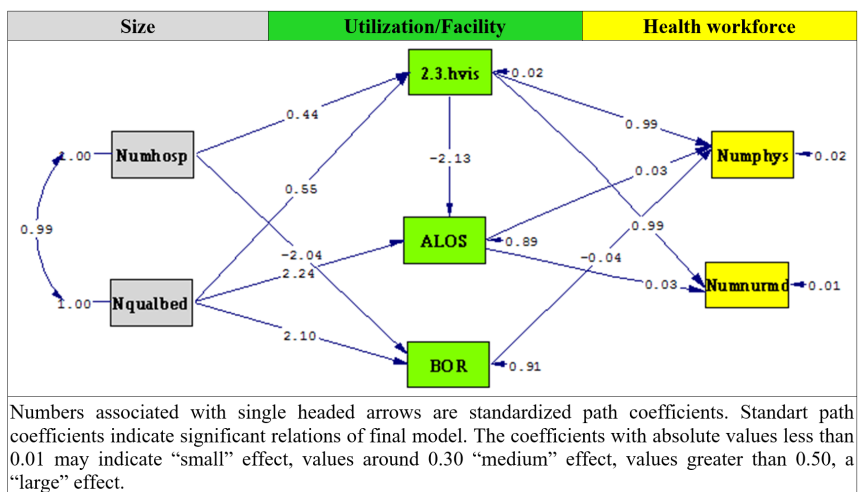 Size
Utilization/Facility
Health workforce
2.3.hvis
0.02
0.44
0.99
1.00
Numhosp
Numphys
0.02
-2.13
0.03
0.55
0.99
0.99
ALOS
0.89
-2.04
-0.04
2.24
0.03
Numnurmd
0.01
1.00
Nqualbed
2.10
BOR
0.91
Numbers associated with single headed arrows are standardized path coefficients. Standart path
coefficients indicate significant relations of final model. The coefficients with absolute values less than
0.01 may indicate “small” effect, values around 0.30 “medium” effect, values greater than 0.50, a
“large” effect.